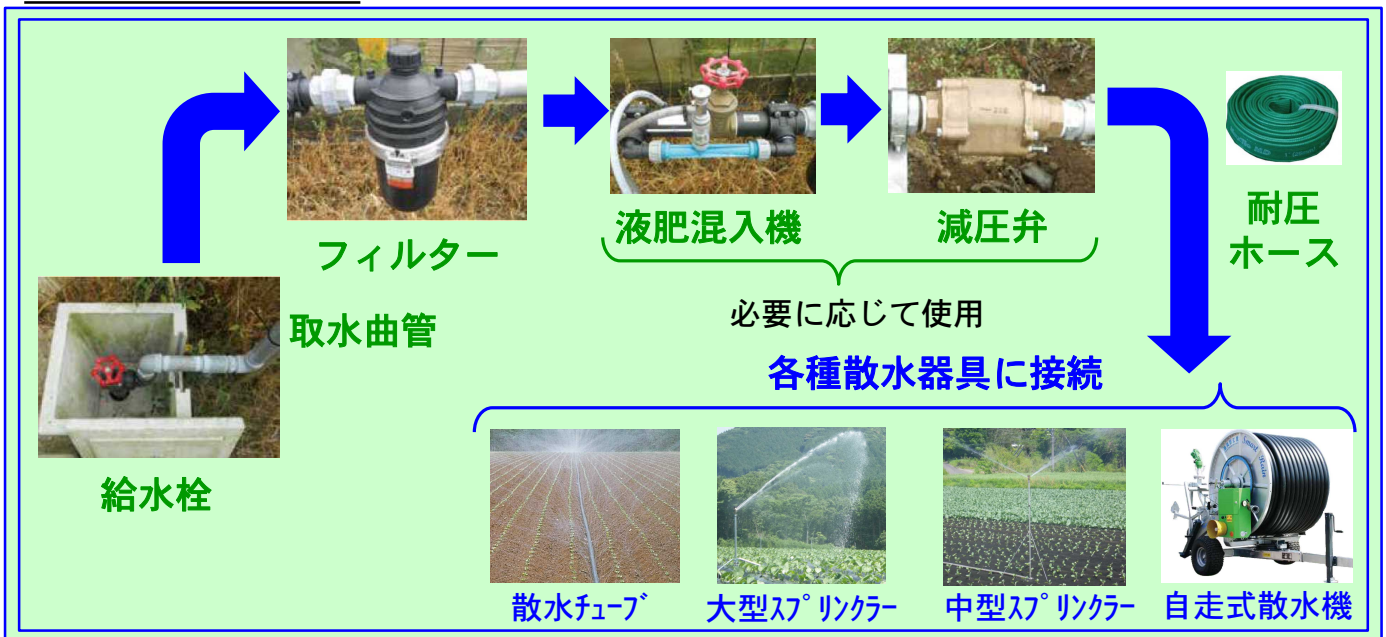 フィルター
取水曲管
給水栓
液肥混入機
減圧弁
必要に応じて使用
耐圧
ホース
各種散水器具に接続
散水ﾁｭｰﾌﾞ
大型ｽﾌﾟﾘﾝｸﾗｰ
中型ｽﾌﾟﾘﾝｸﾗｰ
自走式散水機